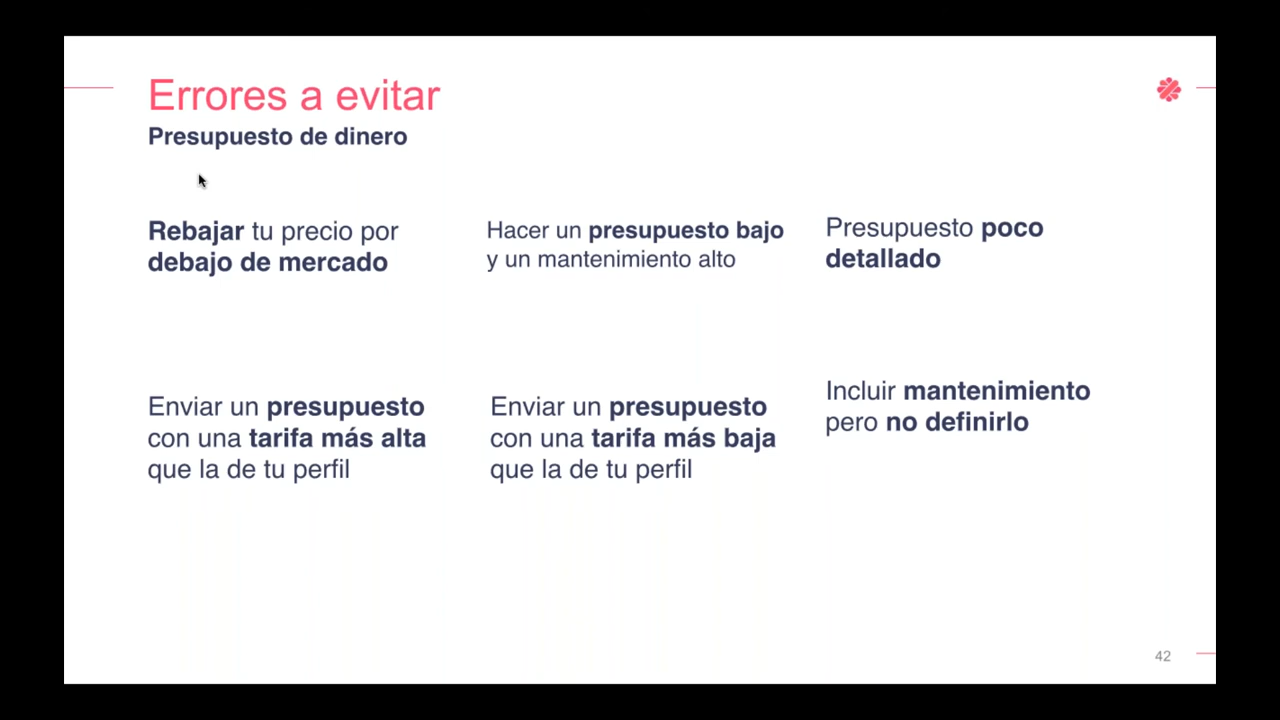 Errores a evitar
Presupuesto de dinero
Rebajar tu precio por
debajo de mercado
Hacer un presupuesto bajo
y un mantenimiento alto
Presupuesto poco
detallado
Enviar un presupuesto
con una tarifa más alta
que la de tu perfil
Enviar un presupuesto
con una tarifa más baja
que la de tu perfil
Incluir mantenimiento
pero no definirlo
42